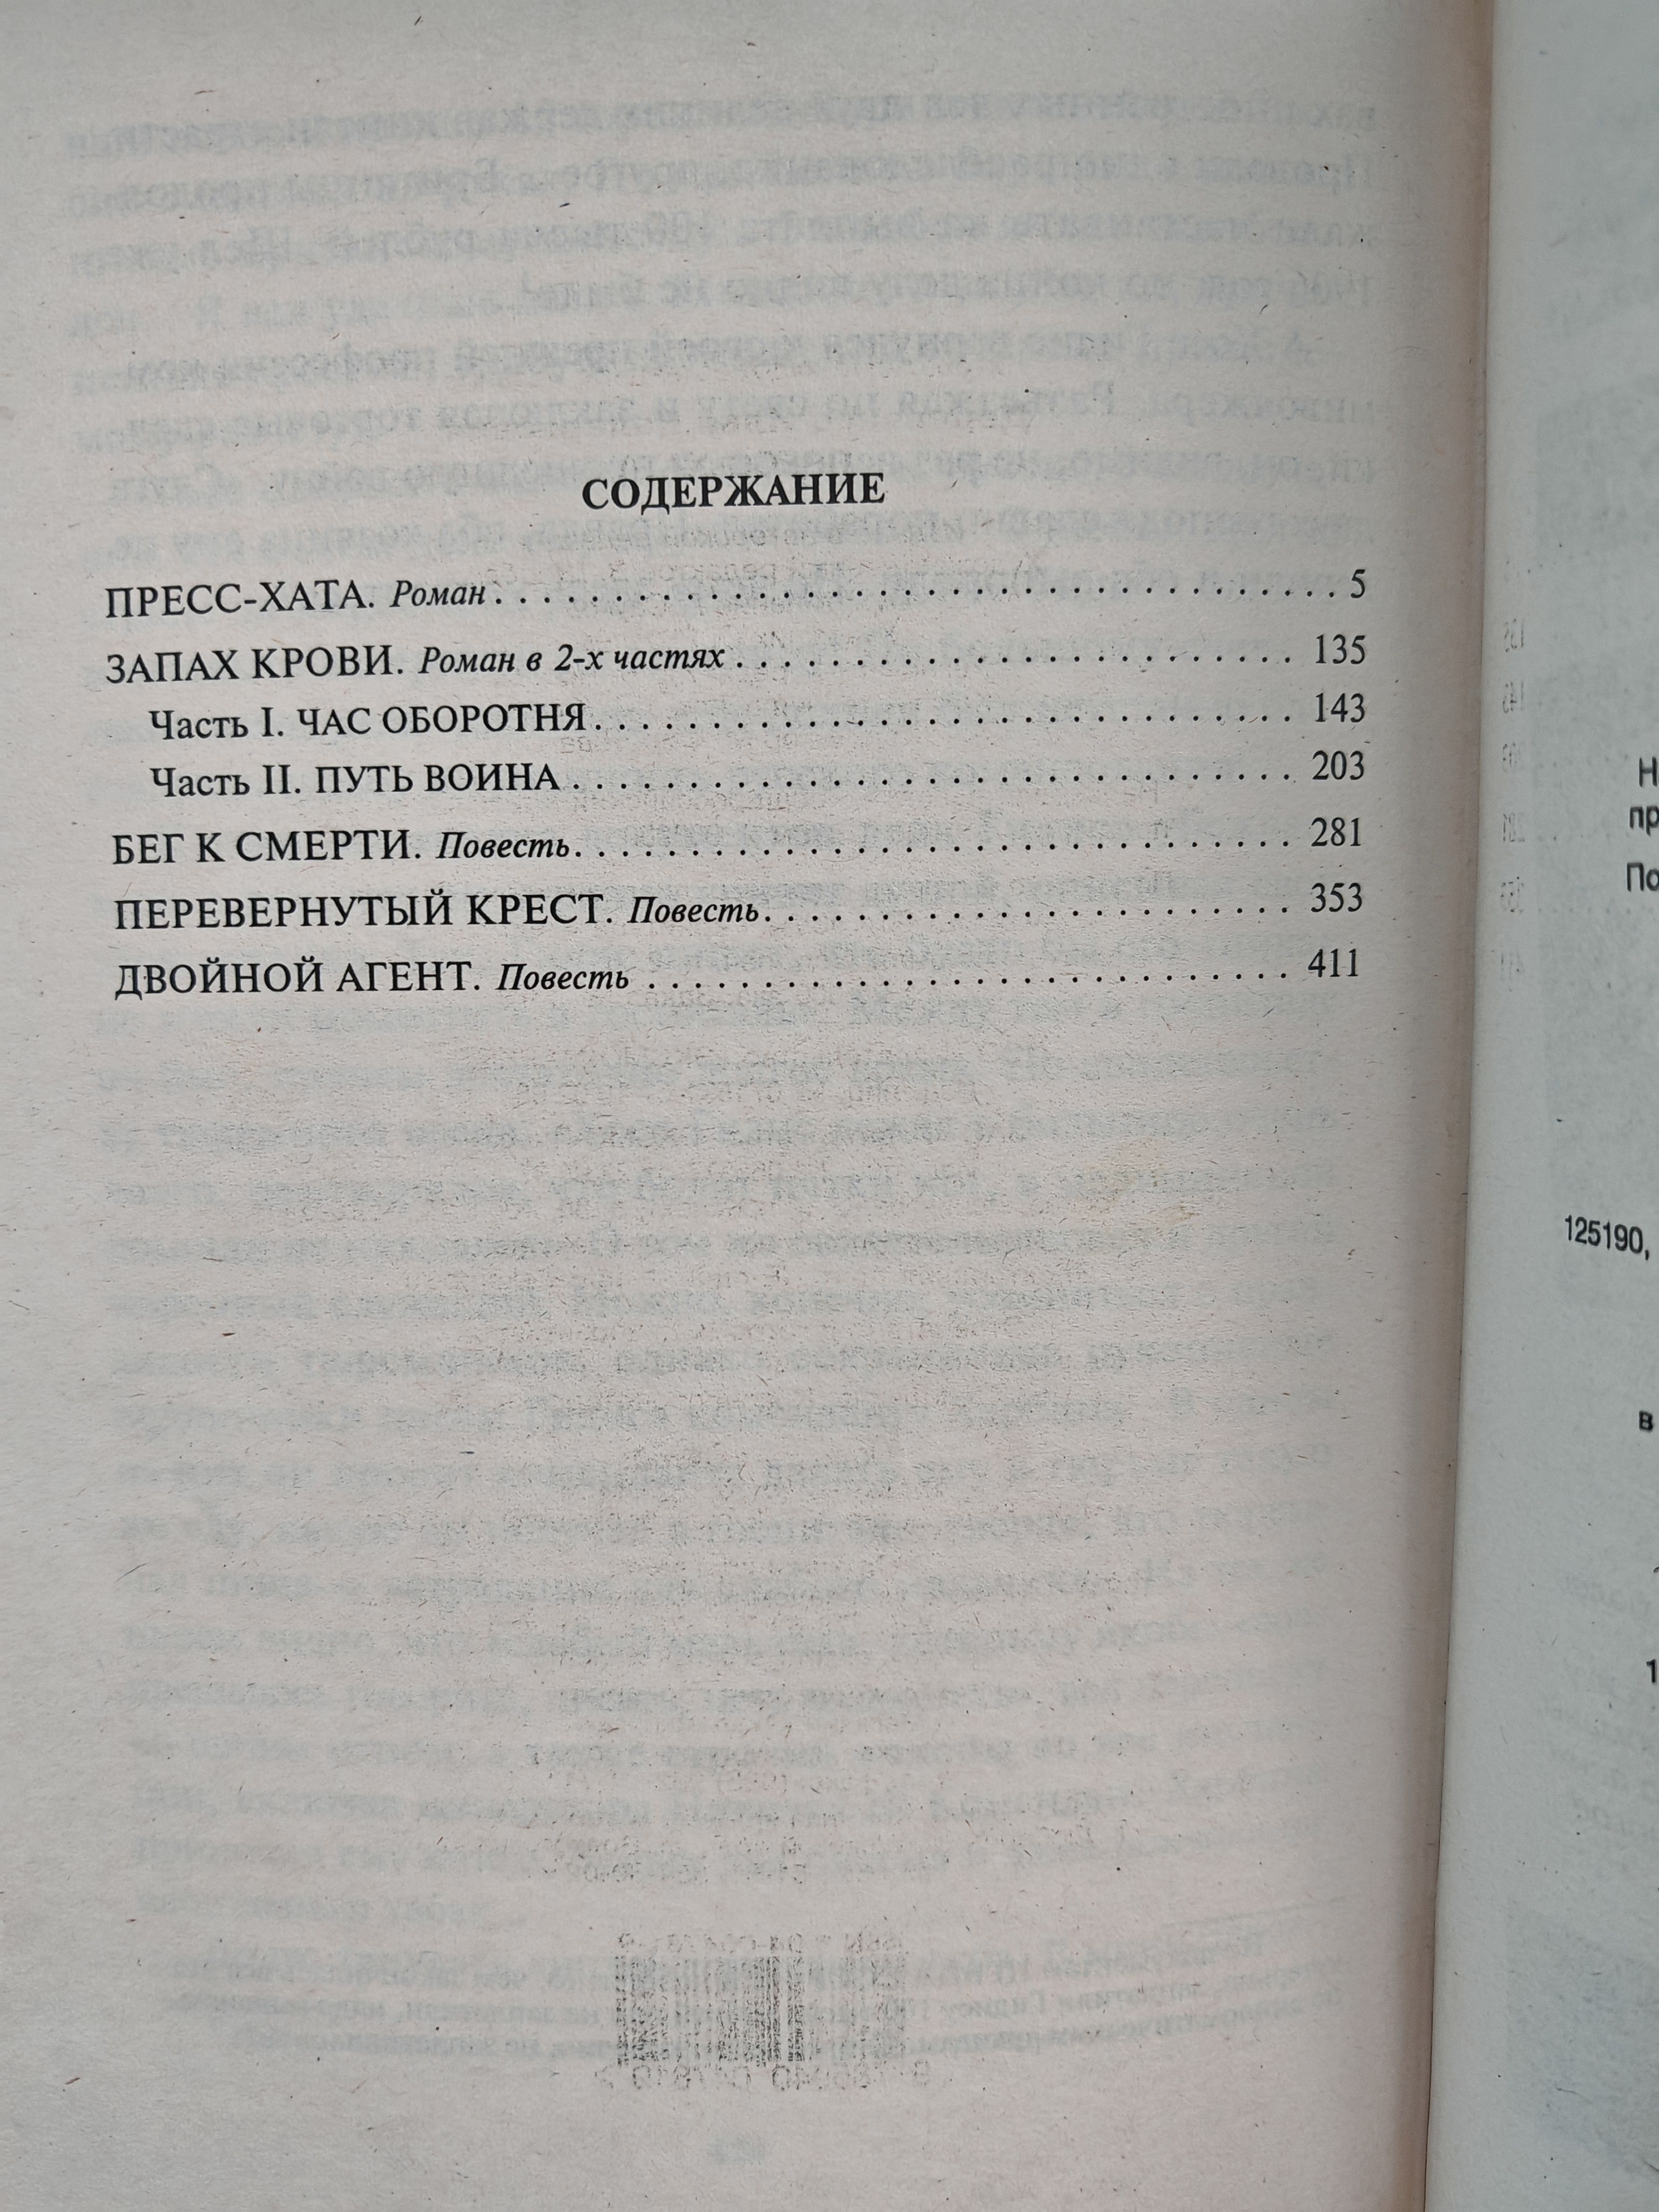 СОДЕРЖАНИЕ
ПРЕСС-ХАТА. Роман . . . . . . . . . . . . . . . . . . . . . . . . . . . . . . . . . . . 5
ЗАПАХ КРОВИ. Роман в 2-х частях . . . . . . . . . . . . . . . . . . . . . . . 135
Часть I. ЧАС ОБОРОТНЯ . . . . . . . . . . . . . . . . . . . . . . . . . . . . . 143
Часть II. ПУТЬ ВОИНА . . . . . . . . . . . . . . . . . . . . . . . . . . . . . . 203
БЕГ К СМЕРТИ. Повесть . . . . . . . . . . . . . . . . . . . . . . . . . . . . . . 281
ПЕРЕВЕРНУТЫЙ КРЕСТ. Повесть . . . . . . . . . . . . . . . . . . . . . . 353
ДВОЙНОЙ АГЕНТ. Повесть . . . . . . . . . . . . . . . . . . . . . . . . . . . 411
125190,